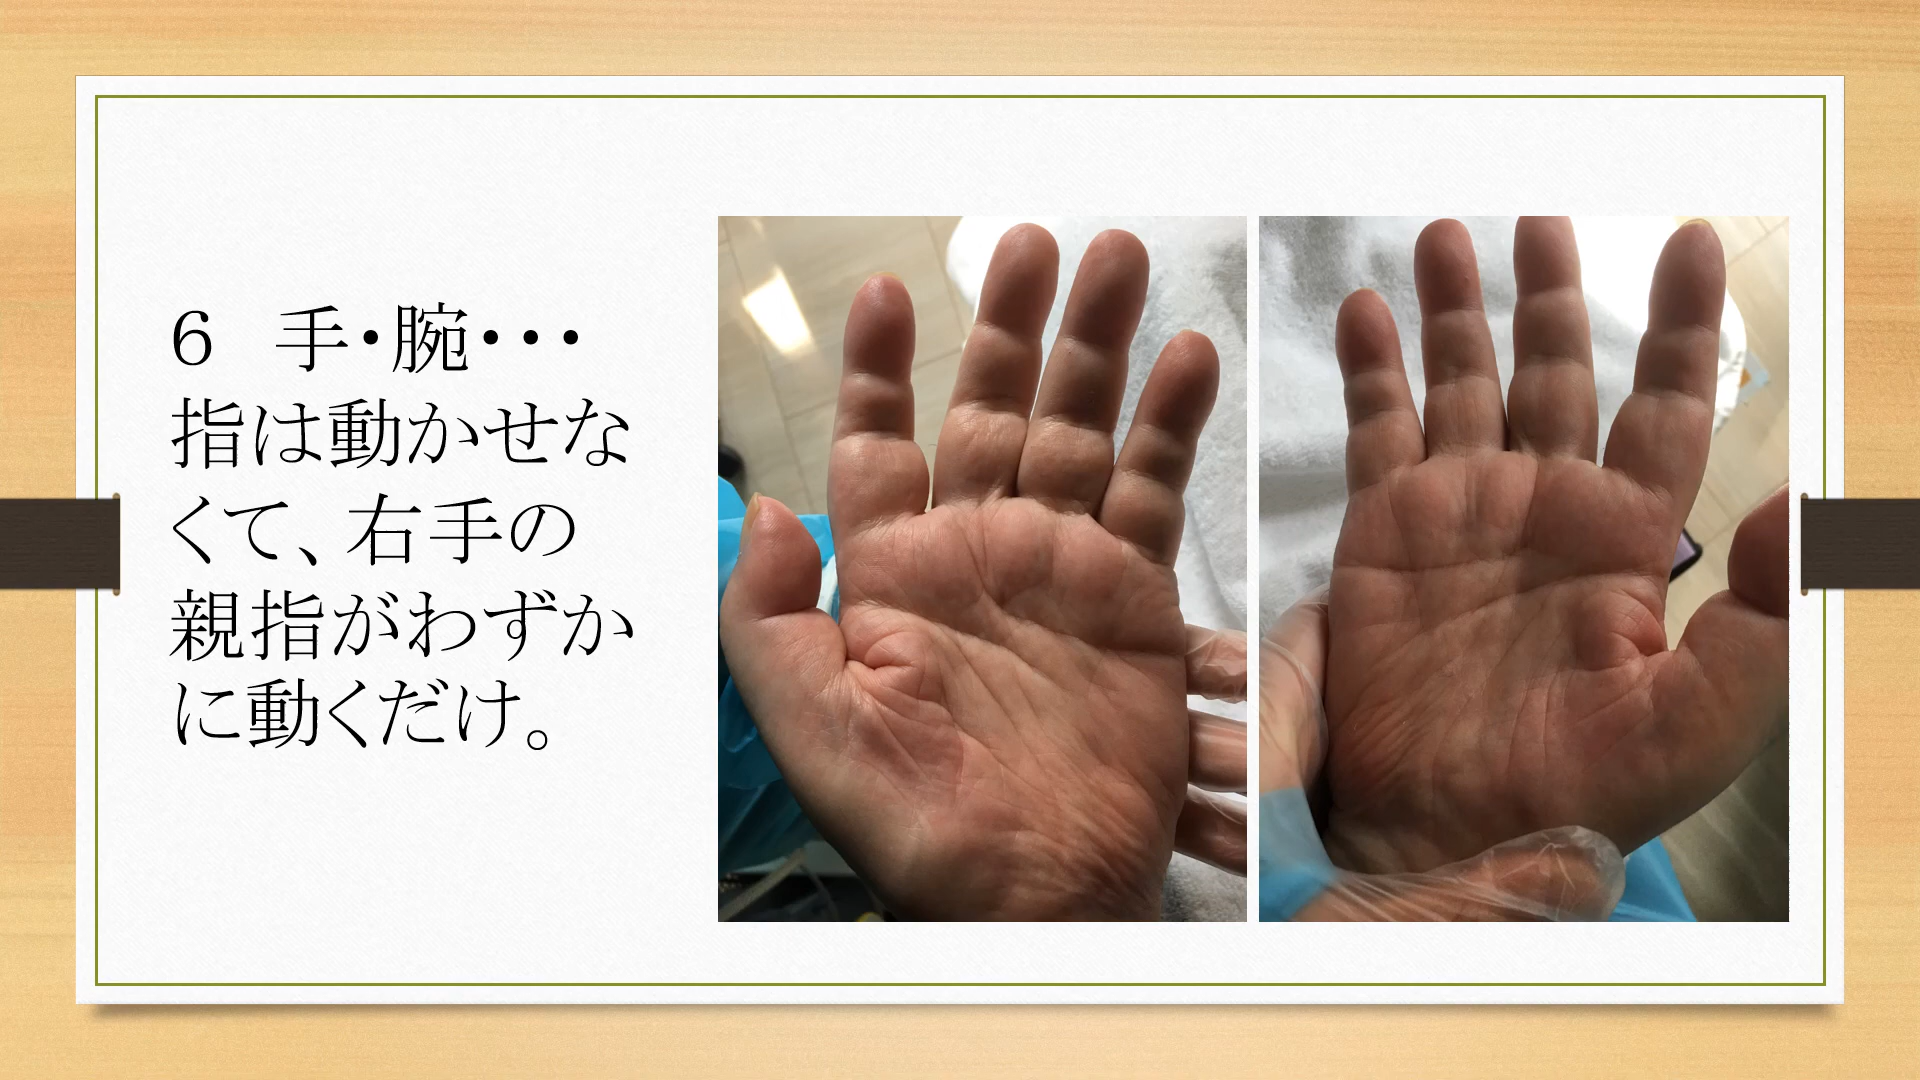 6　手・腕・・・
指は動かせな
くて、右手の
親指がわずか
に動くだけ。